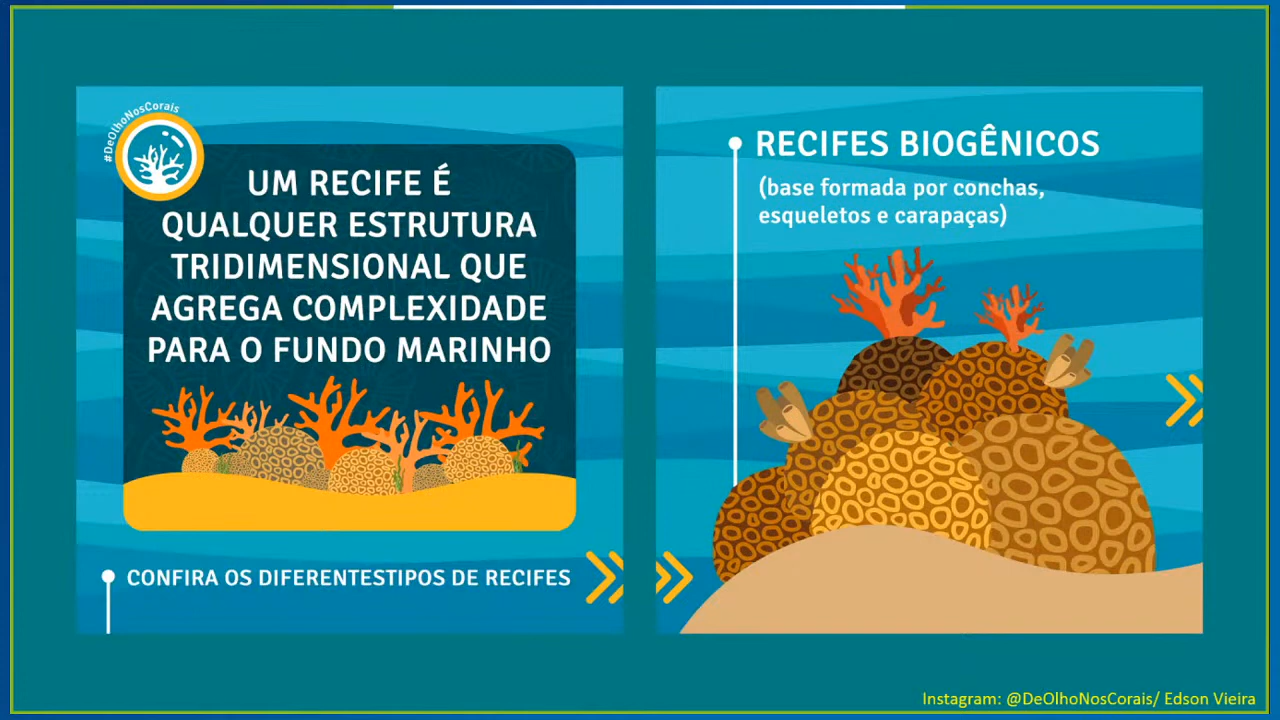 #DeOlhoNosCorais
UM RECIFE É
QUALQUER ESTRUTURA
TRIDIMENSIONAL QUE
AGREGA COMPLEXIDADE
PARA O FUNDO MARINHO
CONFIRA OS DIFERENTESTIPOS DE RECIFES
RECIFES BIOGÊNICOS
(base formada por conchas,
esqueletos e carapaças)
Instagram: @DeOlhoNosCorais/ Edson Vieira